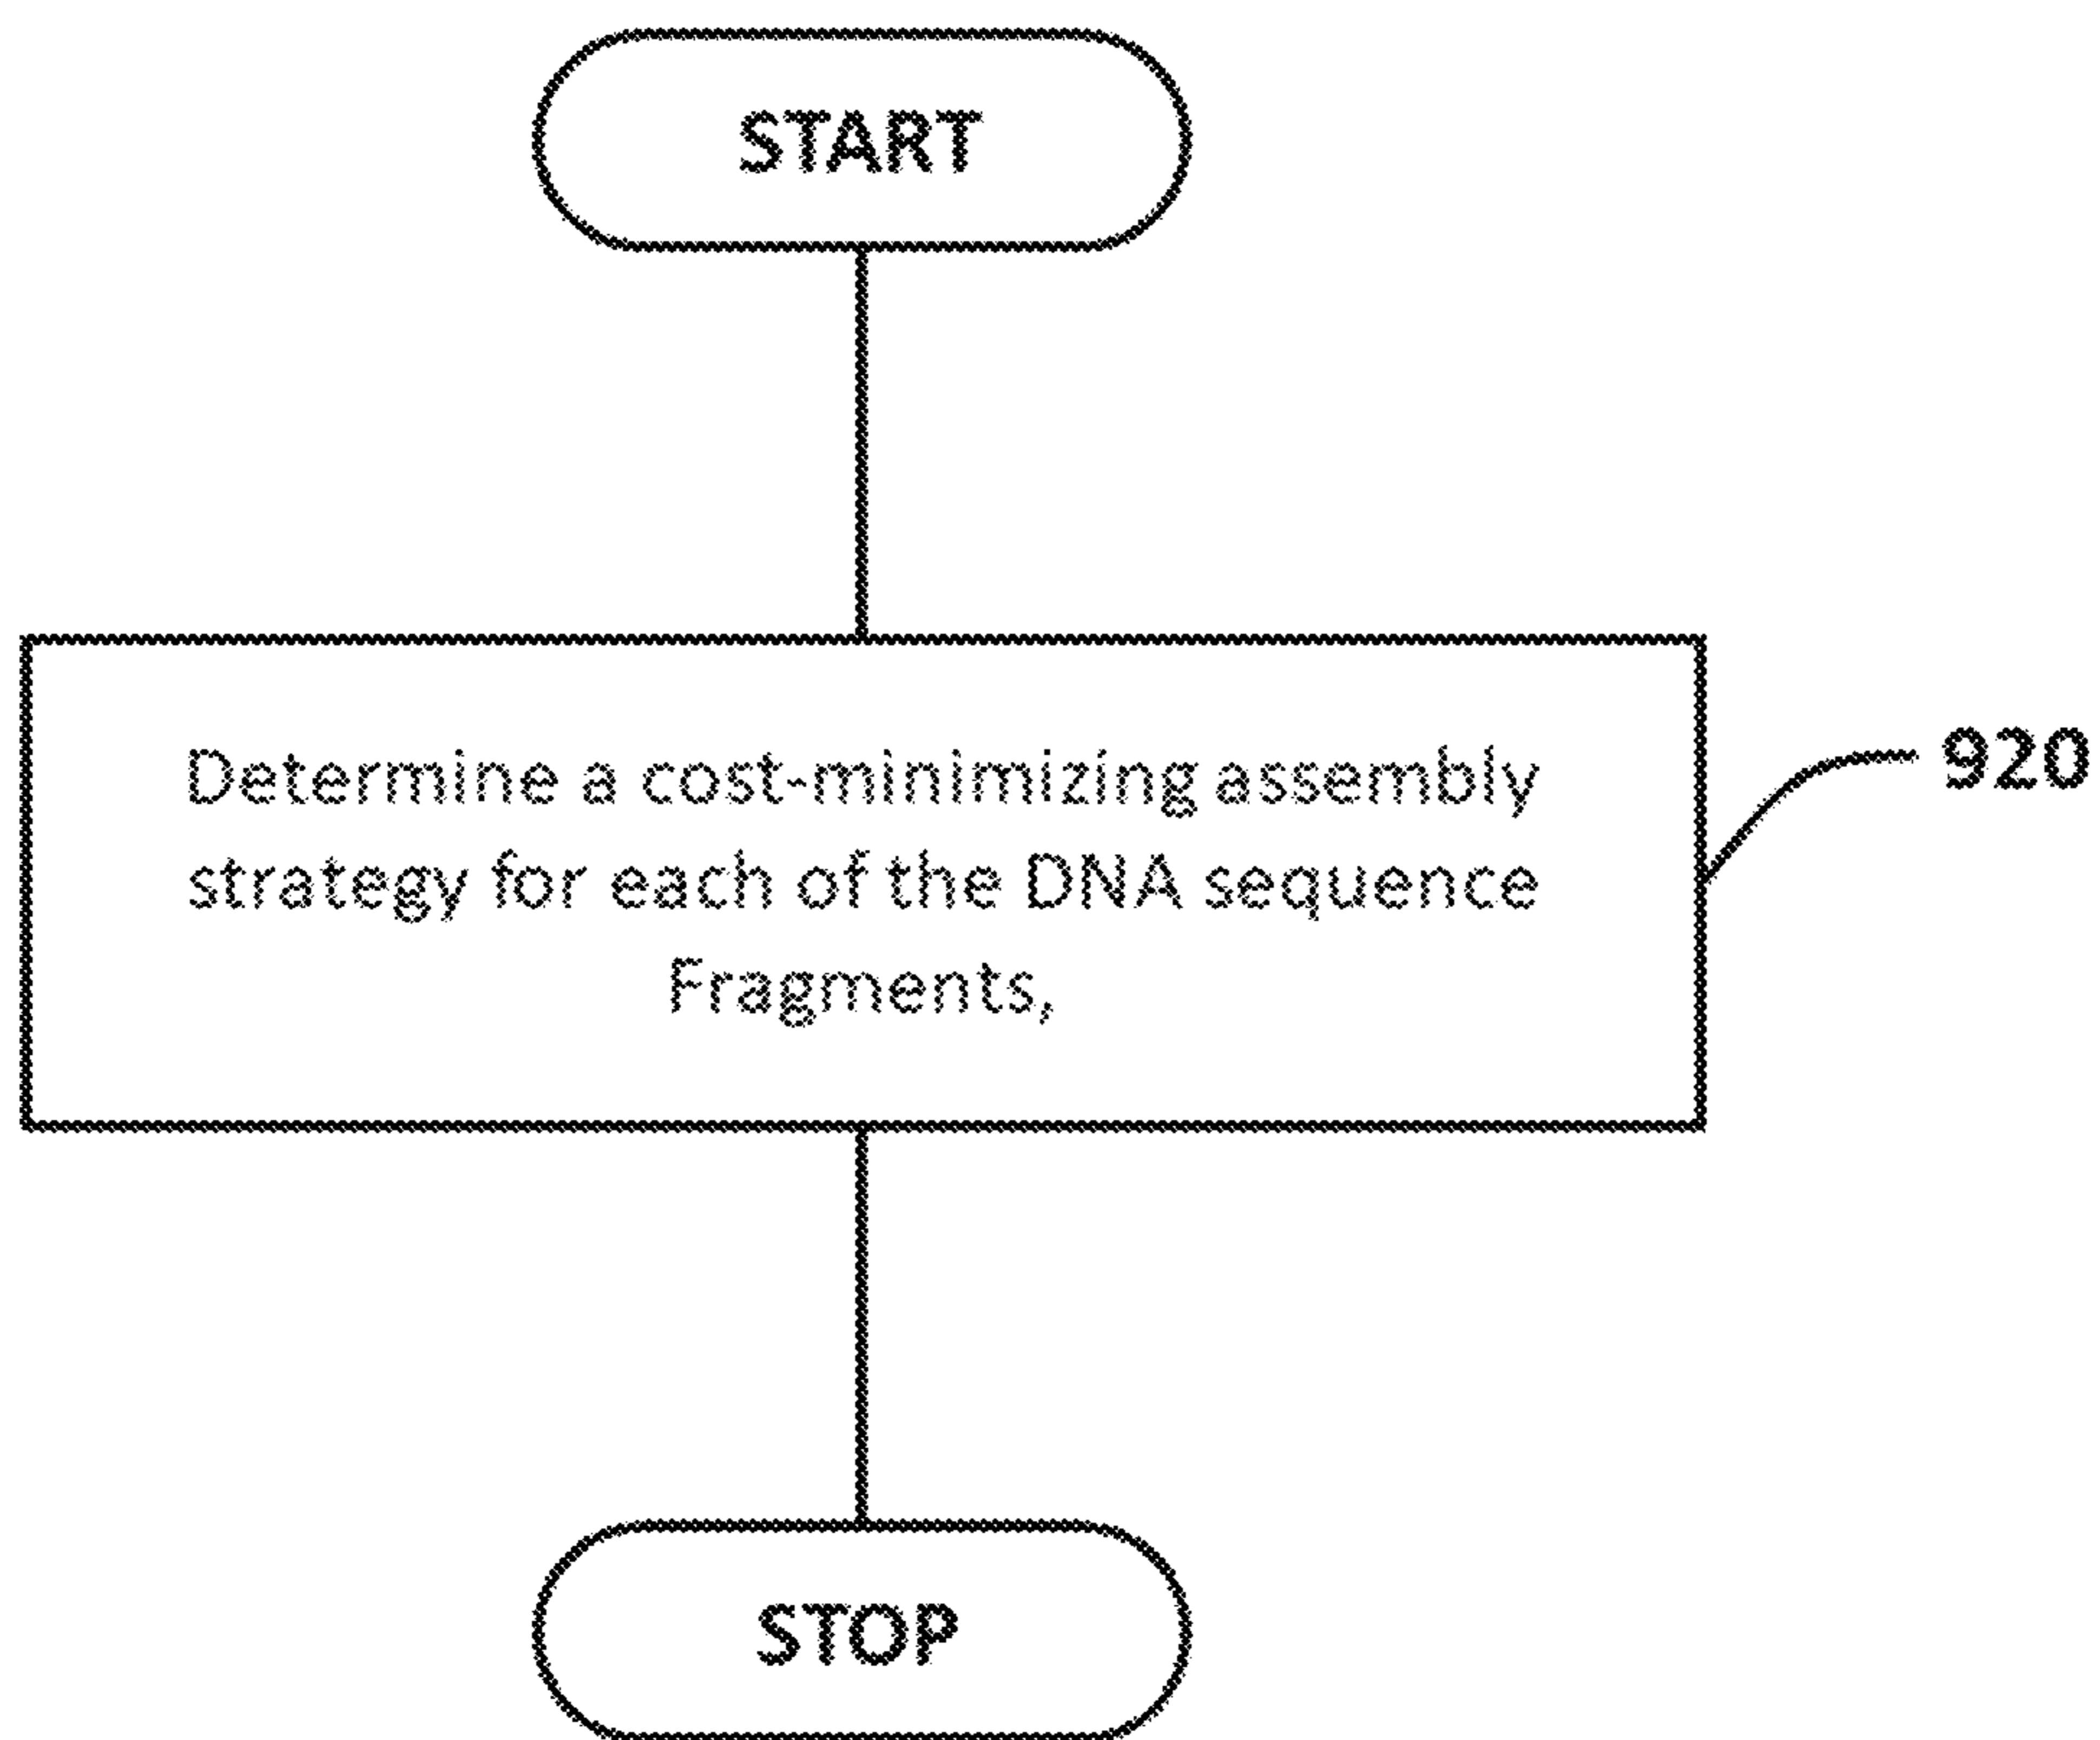 START
Determine a cost-minimizing assembly
strategy for each of the DNA sequence
Fragments,
920
STOP